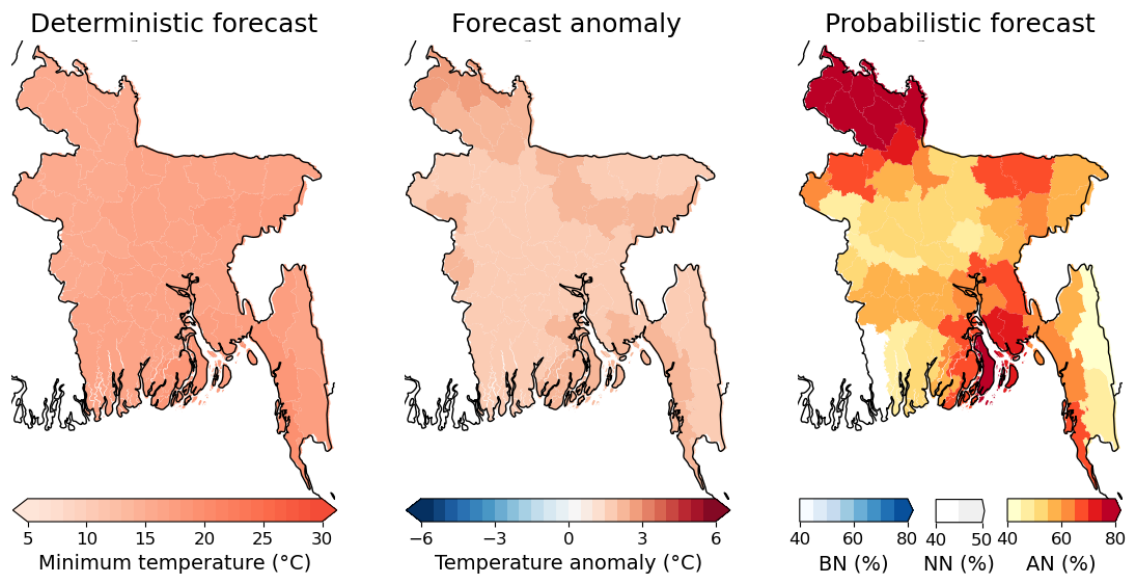 Deterministic forecast
Forecast anomaly
Probabilistic forecast
5 10 15 20 25 30
Minimum temperature (°C)
−6 −3 0 3 6
Temperature anomaly (°C)
40 60 80
BN (%)
40 50
NN (%)
40 60 80
AN (%)